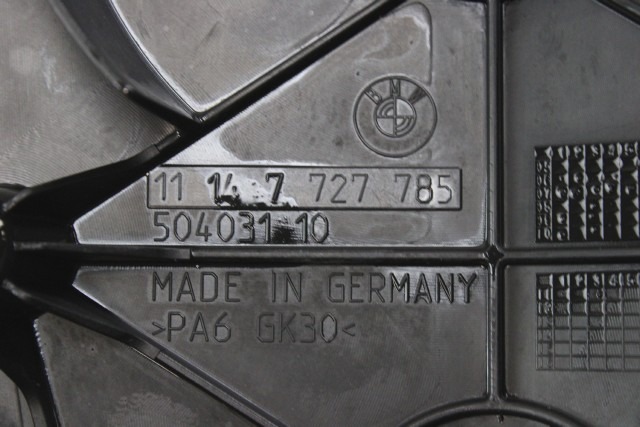 BMW
11 14 7 727 785
504031 10
MADE IN GERMANY
>PA6 GK30<